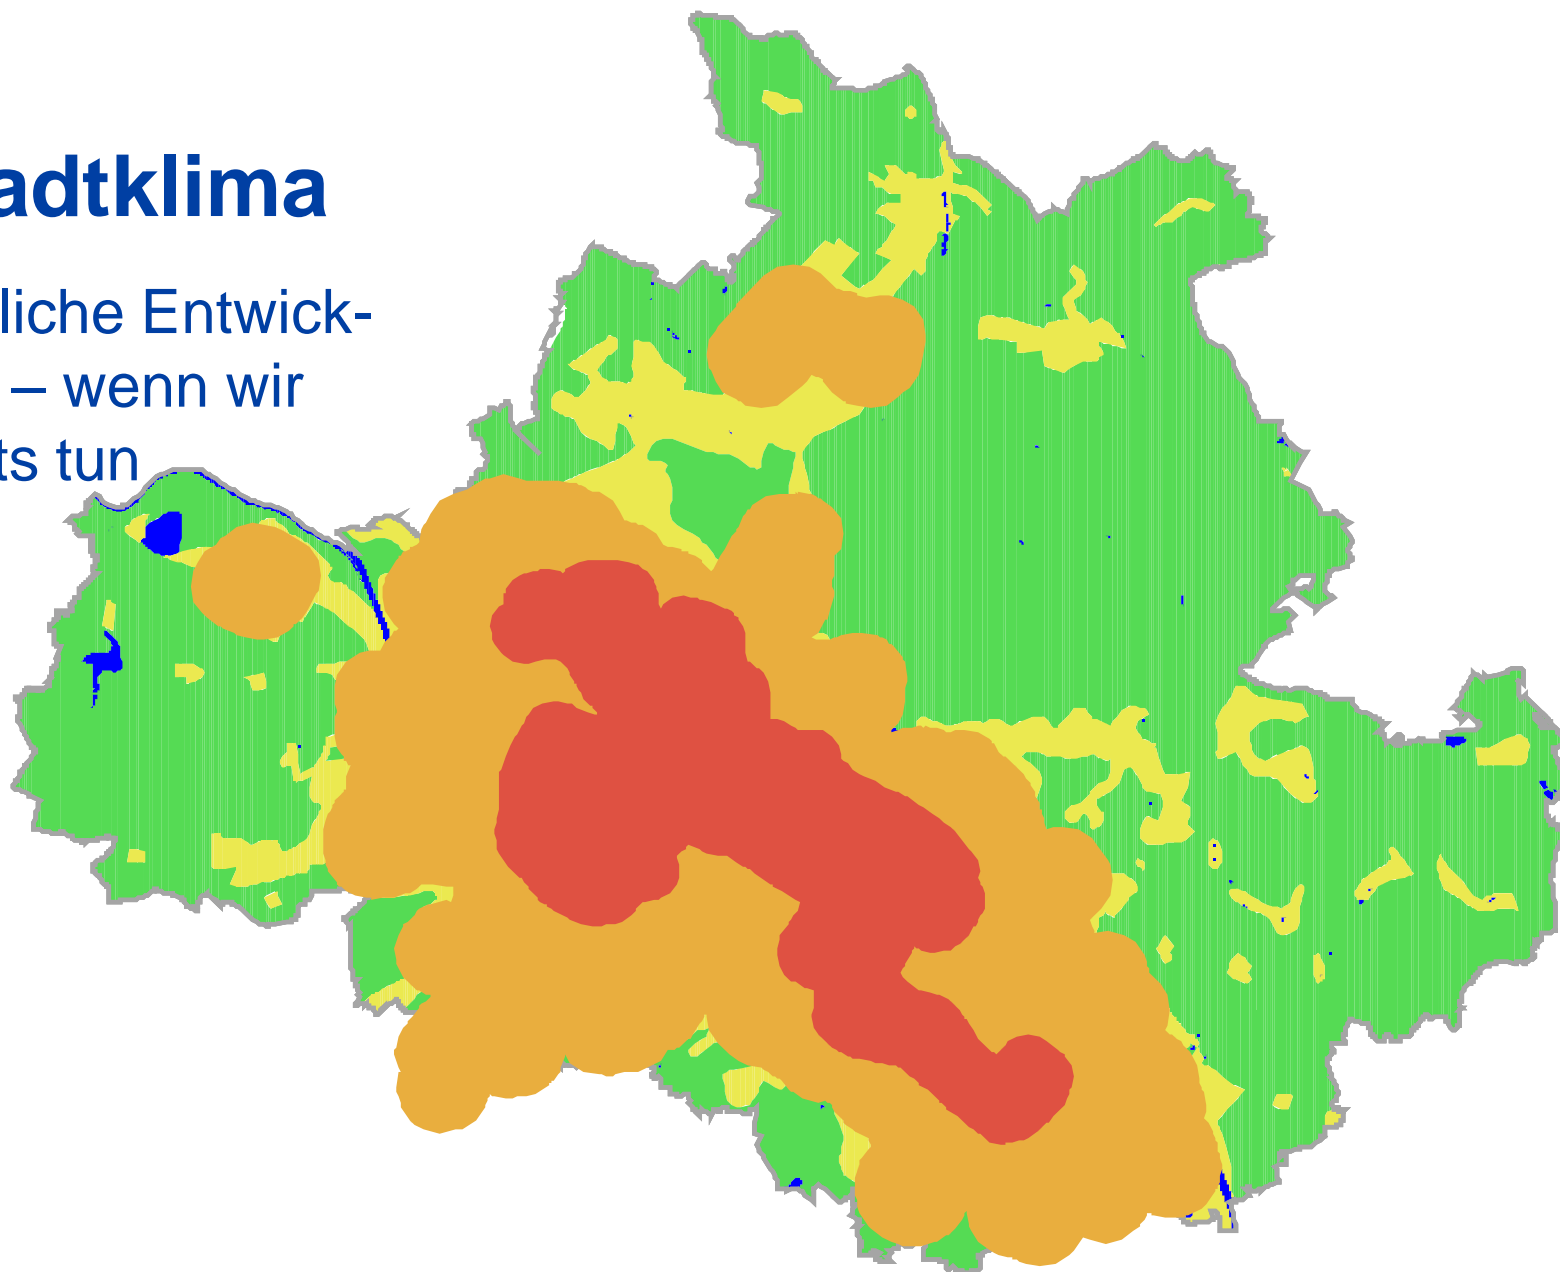 adtklima
liche Entwick-
– wenn wir
ts tun